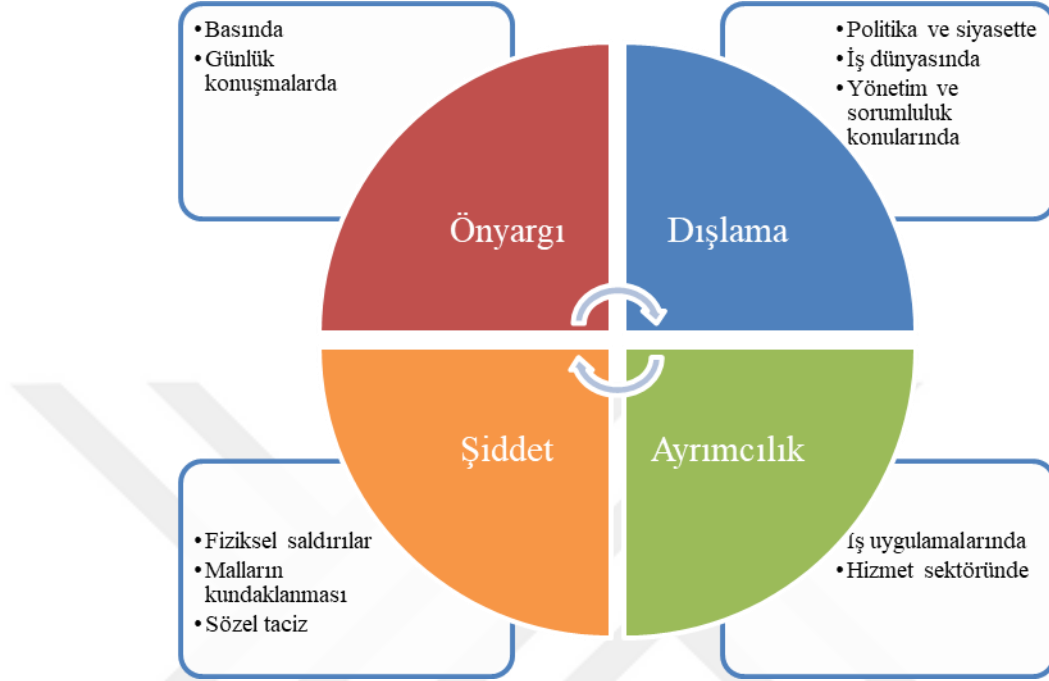 • Basında
• Günlük
konuşmalarda
• Politika ve siyasette
• İş dünyasında
• Yönetim ve
sorumluluk
konularında
Önyargı
Dışlama
Şiddet
Ayrımcılık
• Fiziksel saldırılar
• Malların
kundaklanması
• Sözel taciz
İş uygulamalarında
• Hizmet sektöründe